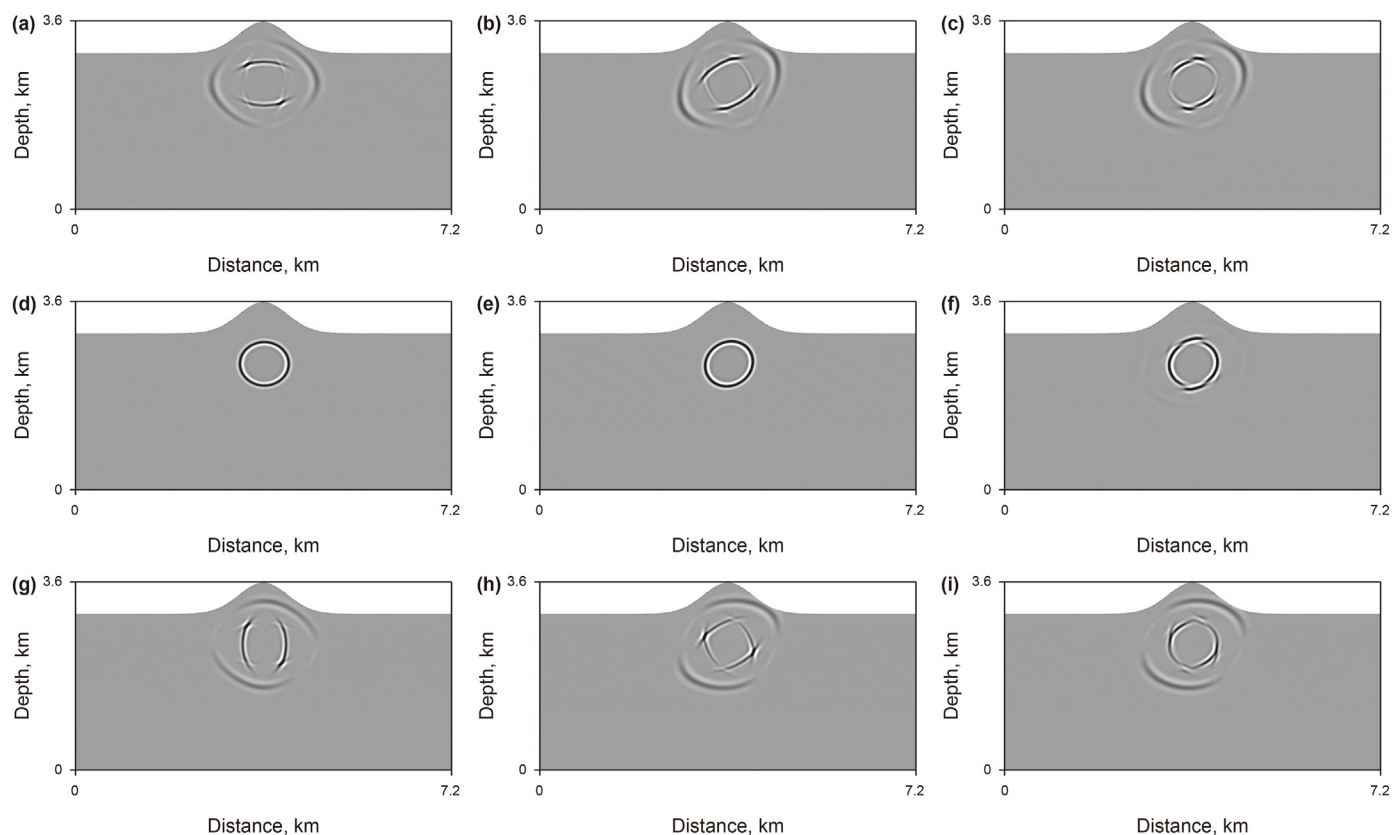 (a) 3.6 (b) 3.6 (c) 3.6
Depth, km Depth, km Depth, km
0 0 0
0 7.2 0 7.2 0 7.2
Distance, km Distance, km Distance, km
(d) 3.6 (e) 3.6 (f) 3.6
Depth, km Depth, km Depth, km
0 0 0
0 7.2 0 7.2 0 7.2
Distance, km Distance, km Distance, km
(g) 3.6 (h) 3.6 (i) 3.6
Depth, km Depth, km Depth, km
0 0 0
0 7.2 0 7.2 0 7.2
Distance, km Distance, km Distance, km